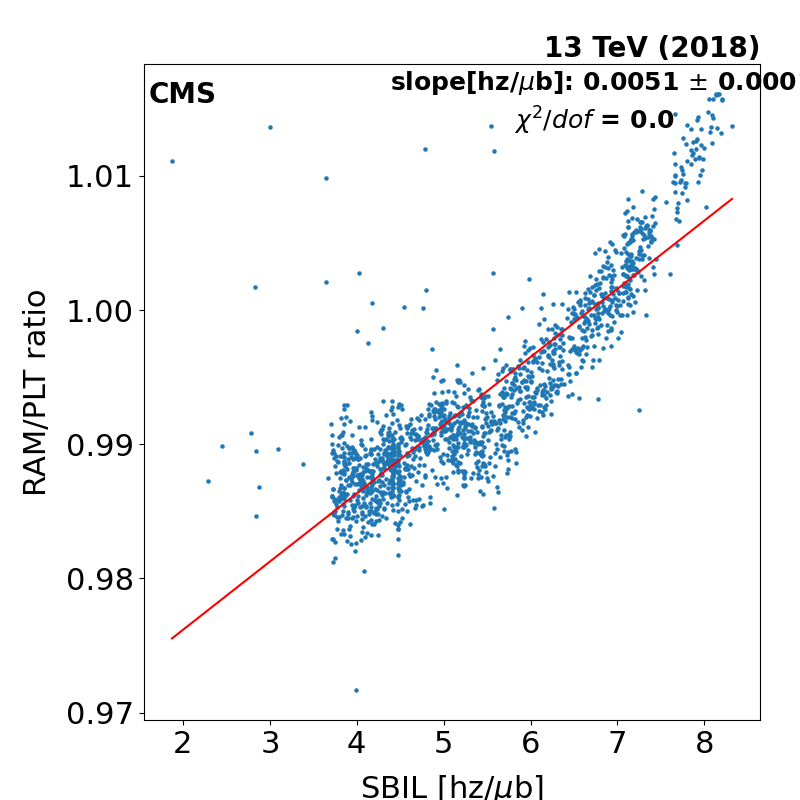 13 TeV (2018)
CMS
slope[hz/μb]: 0.0051 ± 0.000
χ²/dof = 0.0
1.01
1.00
0.99
0.98
0.97
RAM/PLT ratio
2 3 4 5 6 7 8
SBIL [hz/μb]